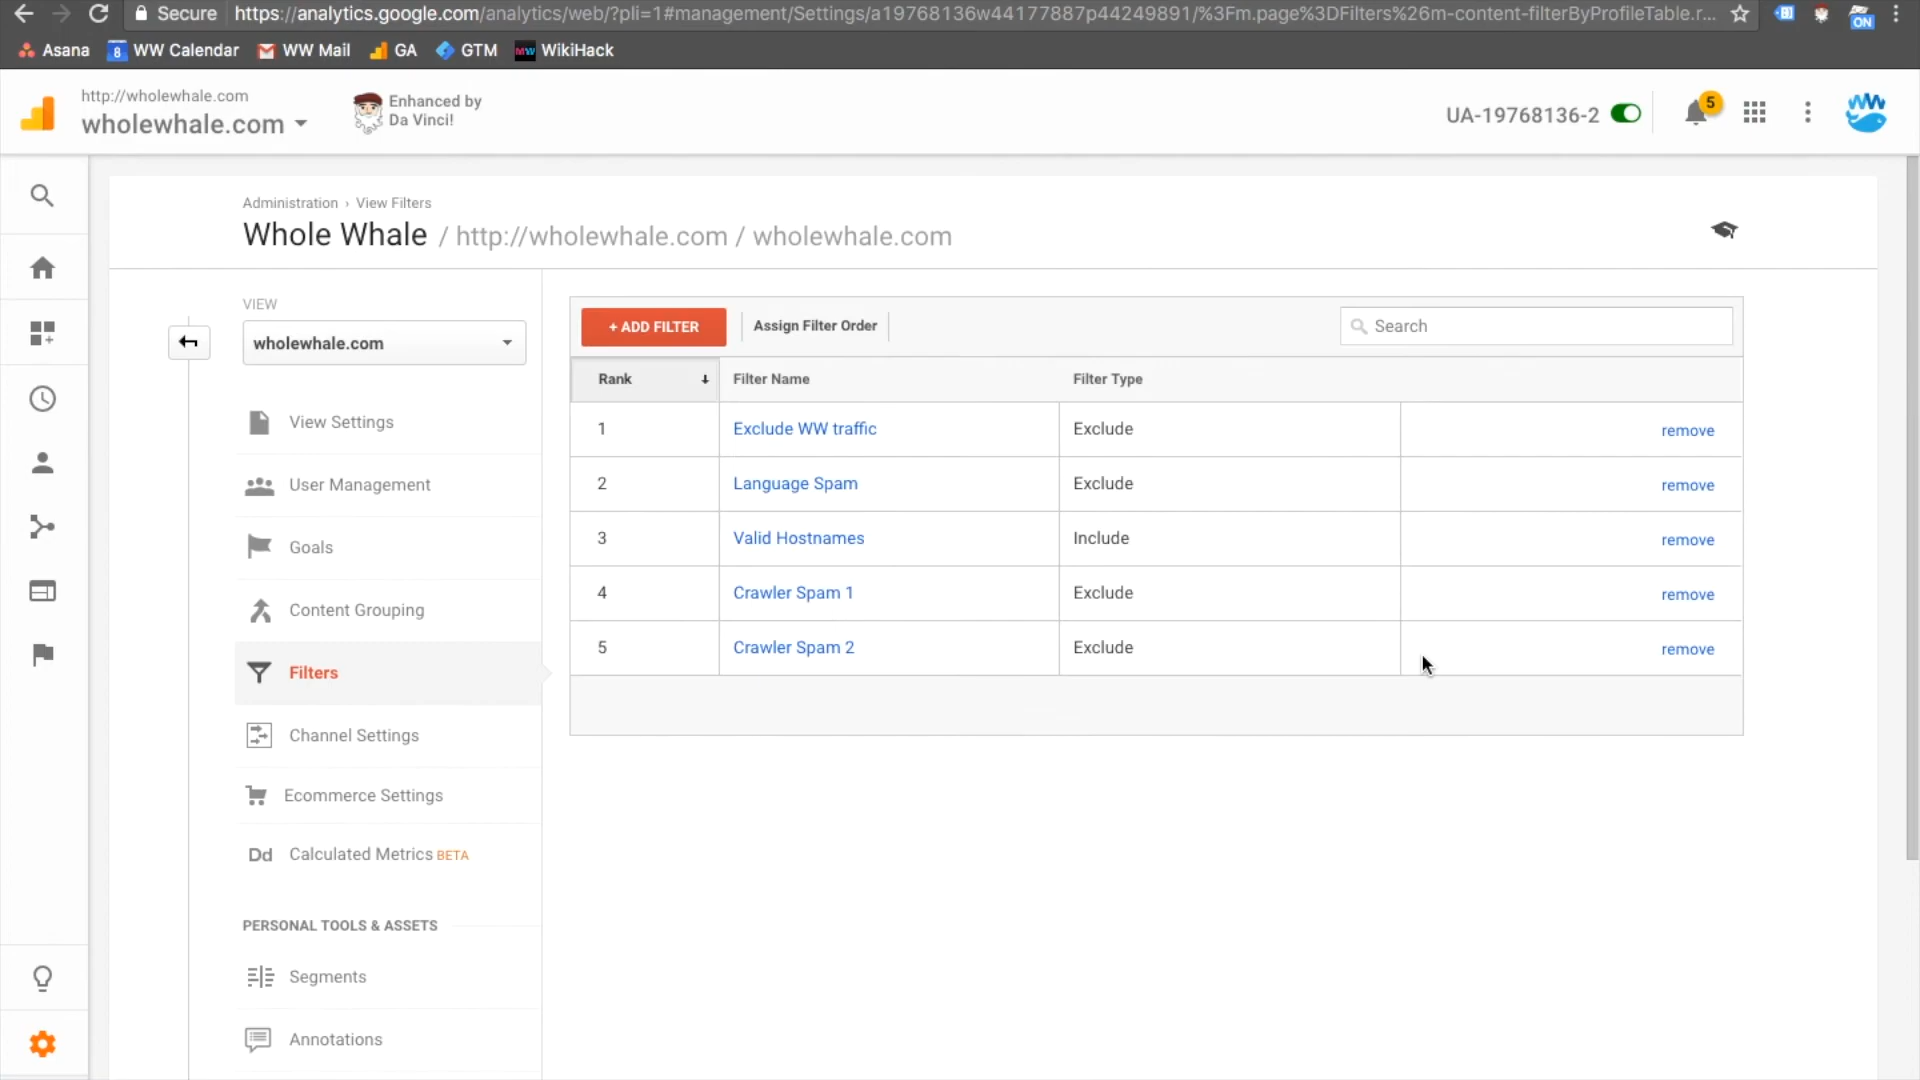 Secure https://analytics.google.com/analytics/web/?pli=1#management/Settings/a19768136w44177887p44249891/%3Fm.page%3DFilters%26m-content-filterByProfileTable.r...
ON
Asana 8 WW Calendar WW Mail GA GTM MW WikiHack
http://wholewhale.com
wholewhale.com
Enhanced by
Da Vinci!
UA-19768136-2
5
WW
Administration › View Filters
Whole Whale / http://wholewhale.com / wholewhale.com
VIEW
wholewhale.com
View Settings
User Management
Goals
Content Grouping
Filters
Channel Settings
Ecommerce Settings
Dd Calculated Metrics BETA
PERSONAL TOOLS & ASSETS
Segments
Annotations
+ ADD FILTER Assign Filter Order Search
Rank Filter Name Filter Type
1 Exclude WW traffic Exclude remove
2 Language Spam Exclude remove
3 Valid Hostnames Include remove
4 Crawler Spam 1 Exclude remove
5 Crawler Spam 2 Exclude remove